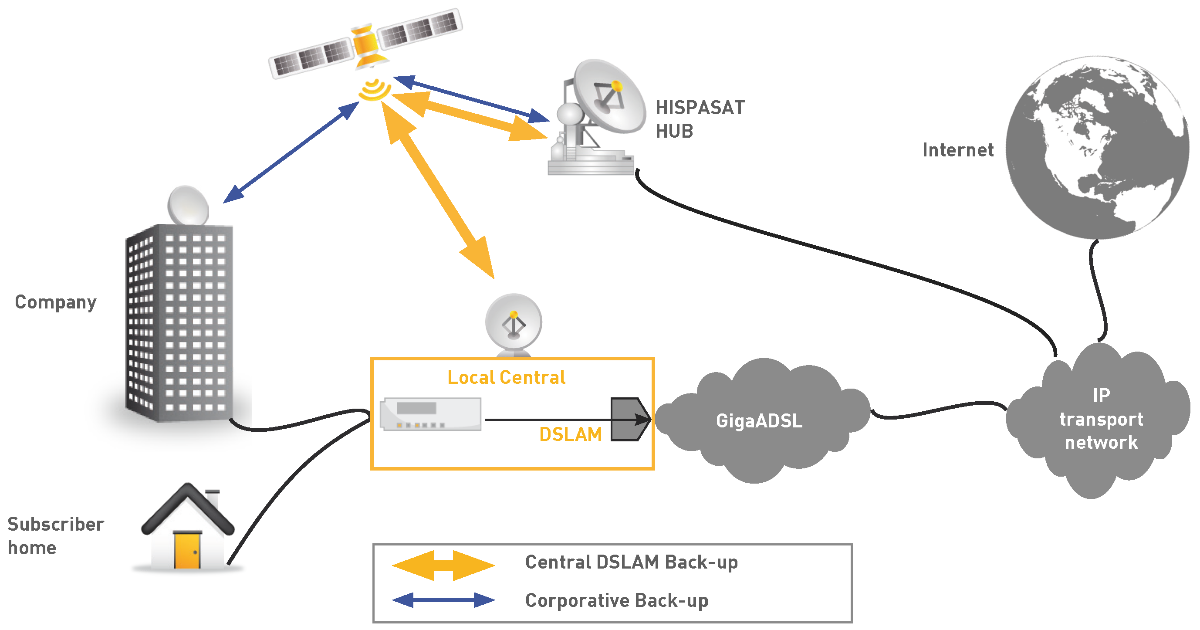 HISPASAT
HUB
Internet
Company
Local Central
DSLAM
GigaADSL
IP
transport
network
Subscriber
home
Central DSLAM Back-up
Corporative Back-up